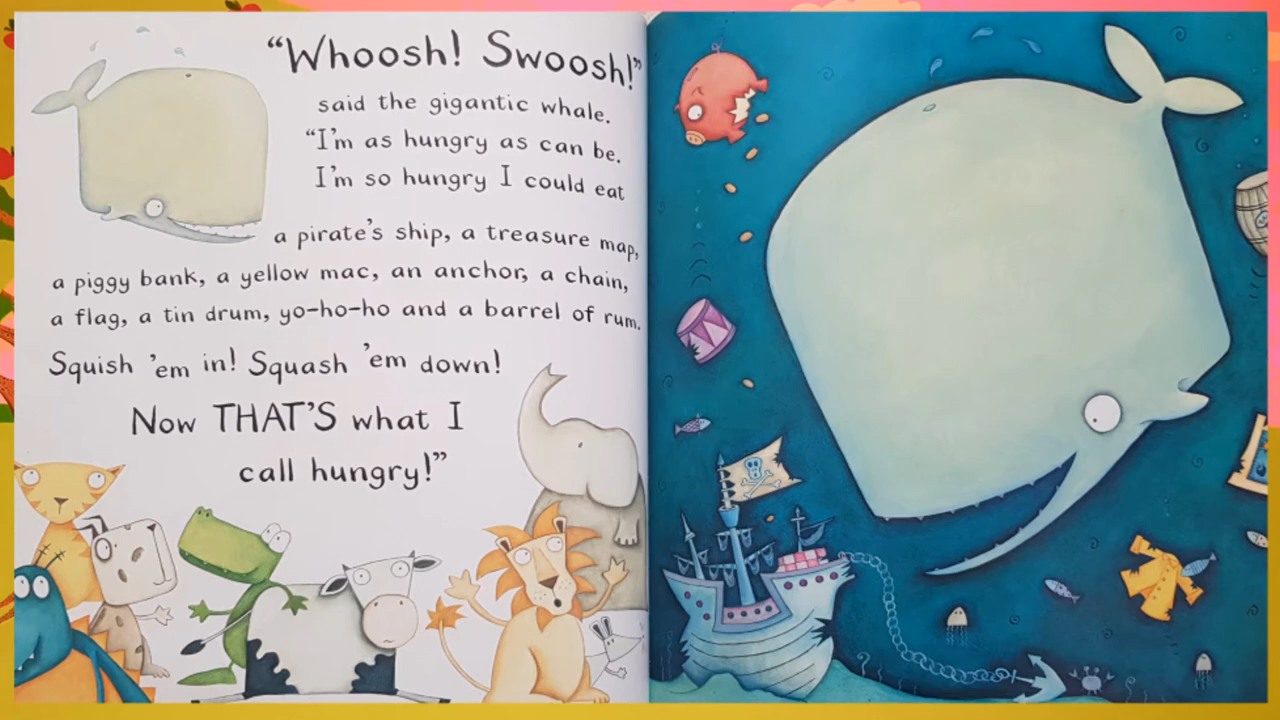 “Whoosh! Swoosh!”
said the gigantic whale.
“I’m as hungry as can be.
I’m so hungry I could eat
a pirate’s ship, a treasure map,
a piggy bank, a yellow mac, an anchor, a chain,
a flag, a tin drum, yo-ho-ho and a barrel of rum.
Squish ’em in! Squash ’em down!
Now THAT’S what I
call hungry!”